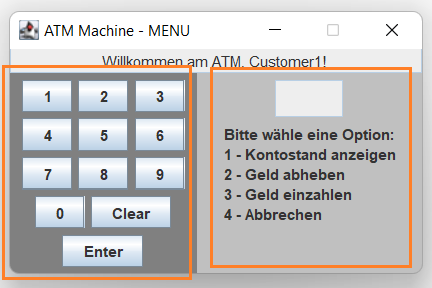 ATM Machine - MENU
Willkommen am ATM, Customer1!
1 2 3
4 5 6
7 8 9
0 Clear
Enter
Bitte wähle eine Option:
1 - Kontostand anzeigen
2 - Geld abheben
3 - Geld einzahlen
4 - Abbrechen